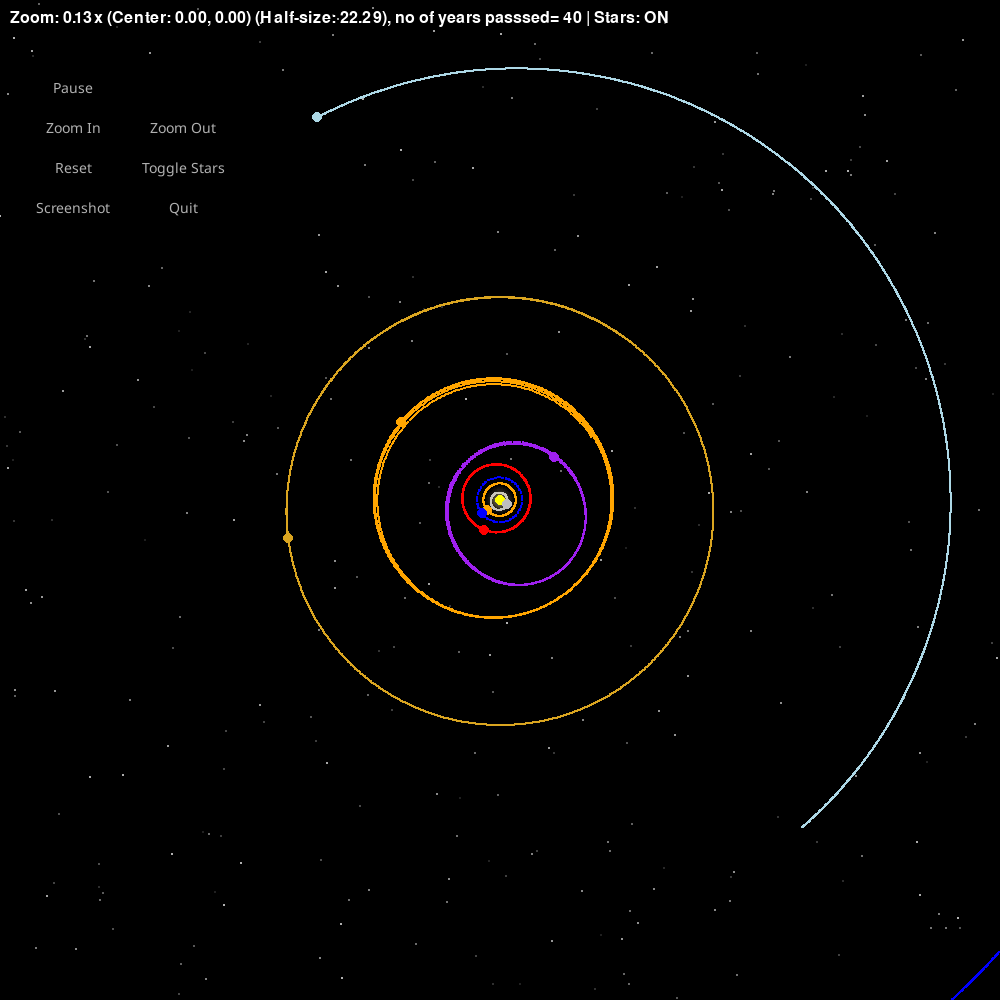 Zoom: 0.13x (Center: 0.00, 0.00) (Half-size: 22.29), no of years passsed= 40 | Stars: ON
Pause
Zoom In Zoom Out
Reset Toggle Stars
Screenshot Quit